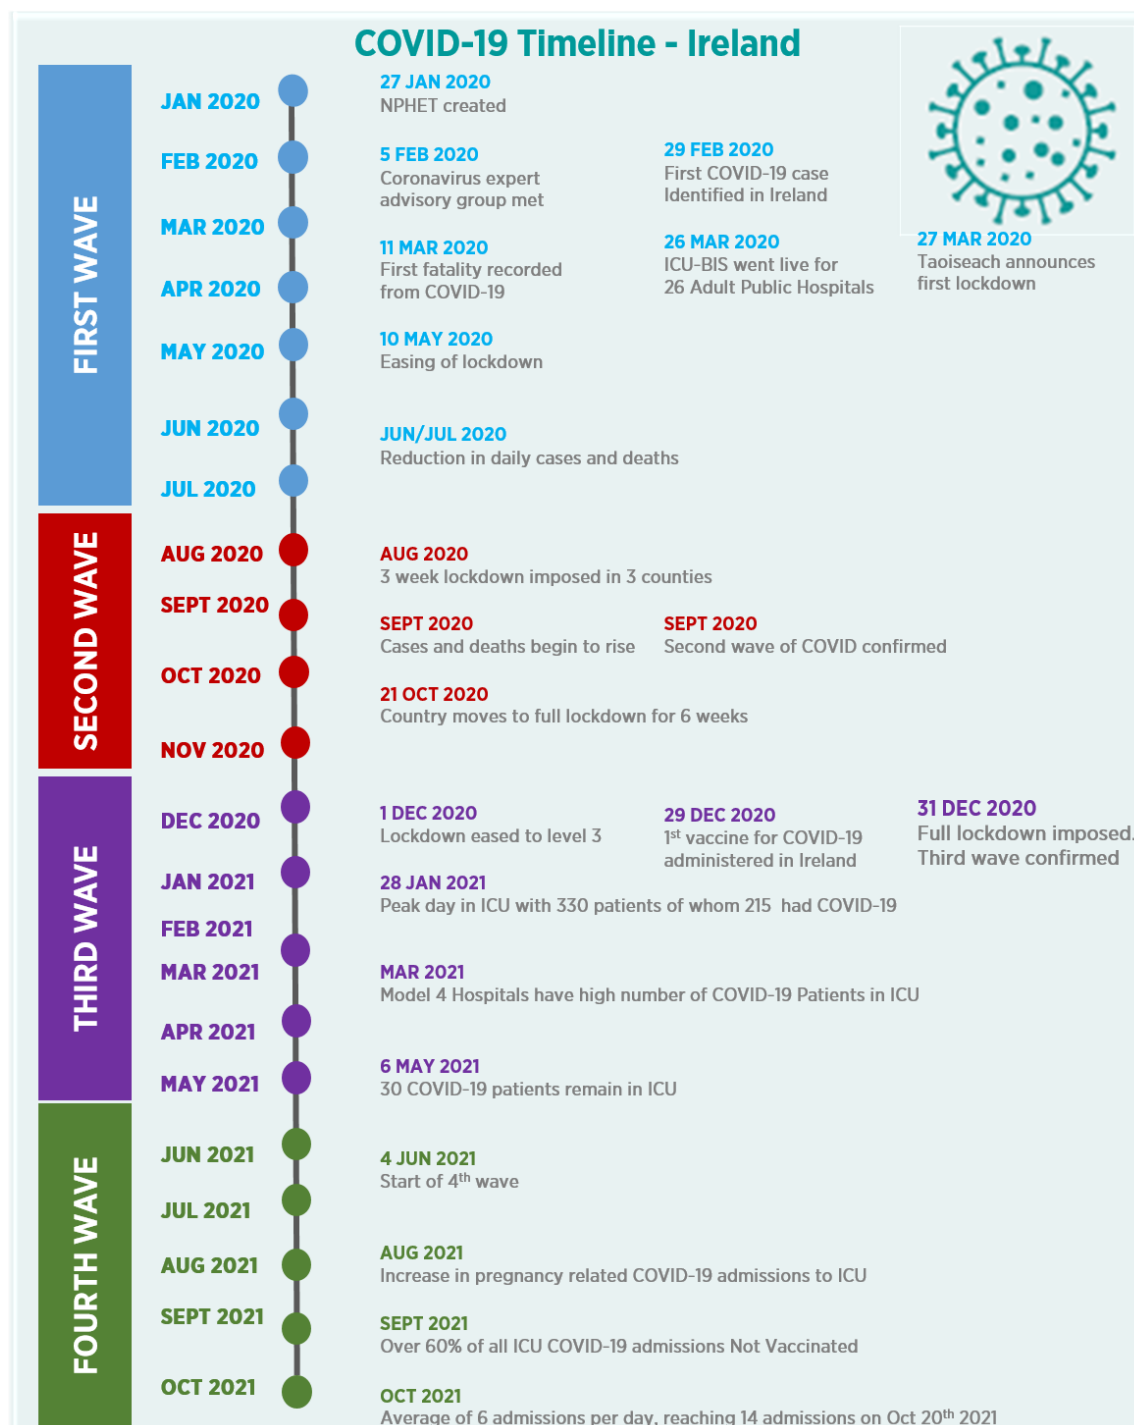 COVID-19 Timeline - Ireland
FIRST WAVE
JAN 2020
27 JAN 2020
NPHET created
FEB 2020
5 FEB 2020
Coronavirus expert
advisory group met
29 FEB 2020
First COVID-19 case
Identified in Ireland
MAR 2020
11 MAR 2020
First fatality recorded
from COVID-19
26 MAR 2020
ICU-BIS went live for
26 Adult Public Hospitals
27 MAR 2020
Taoiseach announces
first lockdown
APR 2020
MAY 2020
10 MAY 2020
Easing of lockdown
JUN 2020
JUN/JUL 2020
Reduction in daily cases and deaths
JUL 2020
SECOND WAVE
AUG 2020
AUG 2020
3 week lockdown imposed in 3 counties
SEPT 2020
SEPT 2020
Cases and deaths begin to rise
SEPT 2020
Second wave of COVID confirmed
OCT 2020
21 OCT 2020
Country moves to full lockdown for 6 weeks
NOV 2020
THIRD WAVE
DEC 2020
1 DEC 2020
Lockdown eased to level 3
29 DEC 2020
1st vaccine for COVID-19
administered in Ireland
31 DEC 2020
Full lockdown imposed.
Third wave confirmed
JAN 2021
28 JAN 2021
Peak day in ICU with 330 patients of whom 215 had COVID-19
FEB 2021
MAR 2021
MAR 2021
Model 4 Hospitals have high number of COVID-19 Patients in ICU
APR 2021
MAY 2021
6 MAY 2021
30 COVID-19 patients remain in ICU
FOURTH WAVE
JUN 2021
4 JUN 2021
Start of 4th wave
JUL 2021
AUG 2021
AUG 2021
Increase in pregnancy related COVID-19 admissions to ICU
SEPT 2021
SEPT 2021
Over 60% of all ICU COVID-19 admissions Not Vaccinated
OCT 2021
OCT 2021
Average of 6 admissions per day, reaching 14 admissions on Oct 20th 2021